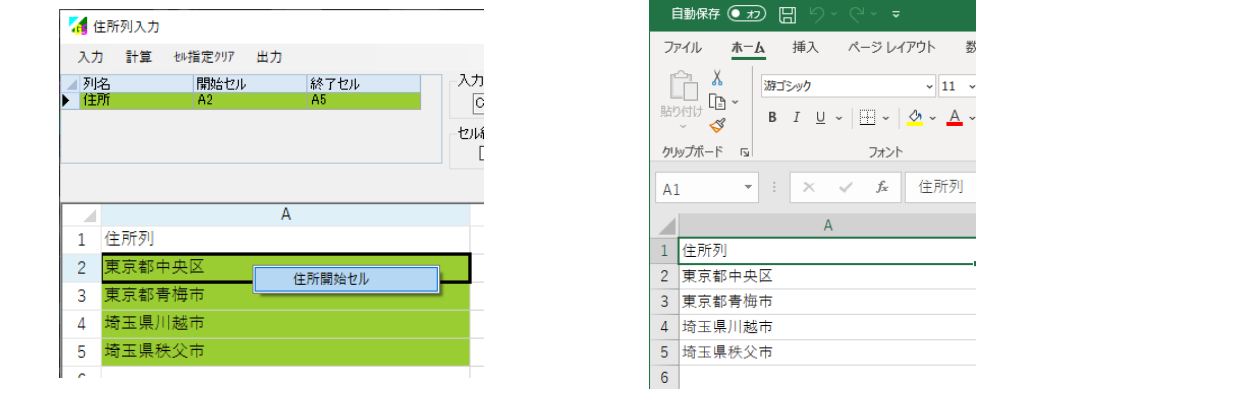 住所列入力
入力 計算 ｾﾙ指定ｸﾘｱ 出力
列名 開始セル 終了セル
住所 A2 A5
入力
A
1 住所列
2 東京都中央区
住所開始セル
3 東京都青梅市
4 埼玉県川越市
5 埼玉県秩父市
自動保存 オフ
ファイル ホーム 挿入 ページ レイアウト 数
貼り付け
游ゴシック 11
B I U A
クリップボード フォント
A1 fx 住所列
A
1 住所列
2 東京都中央区
3 東京都青梅市
4 埼玉県川越市
5 埼玉県秩父市
6